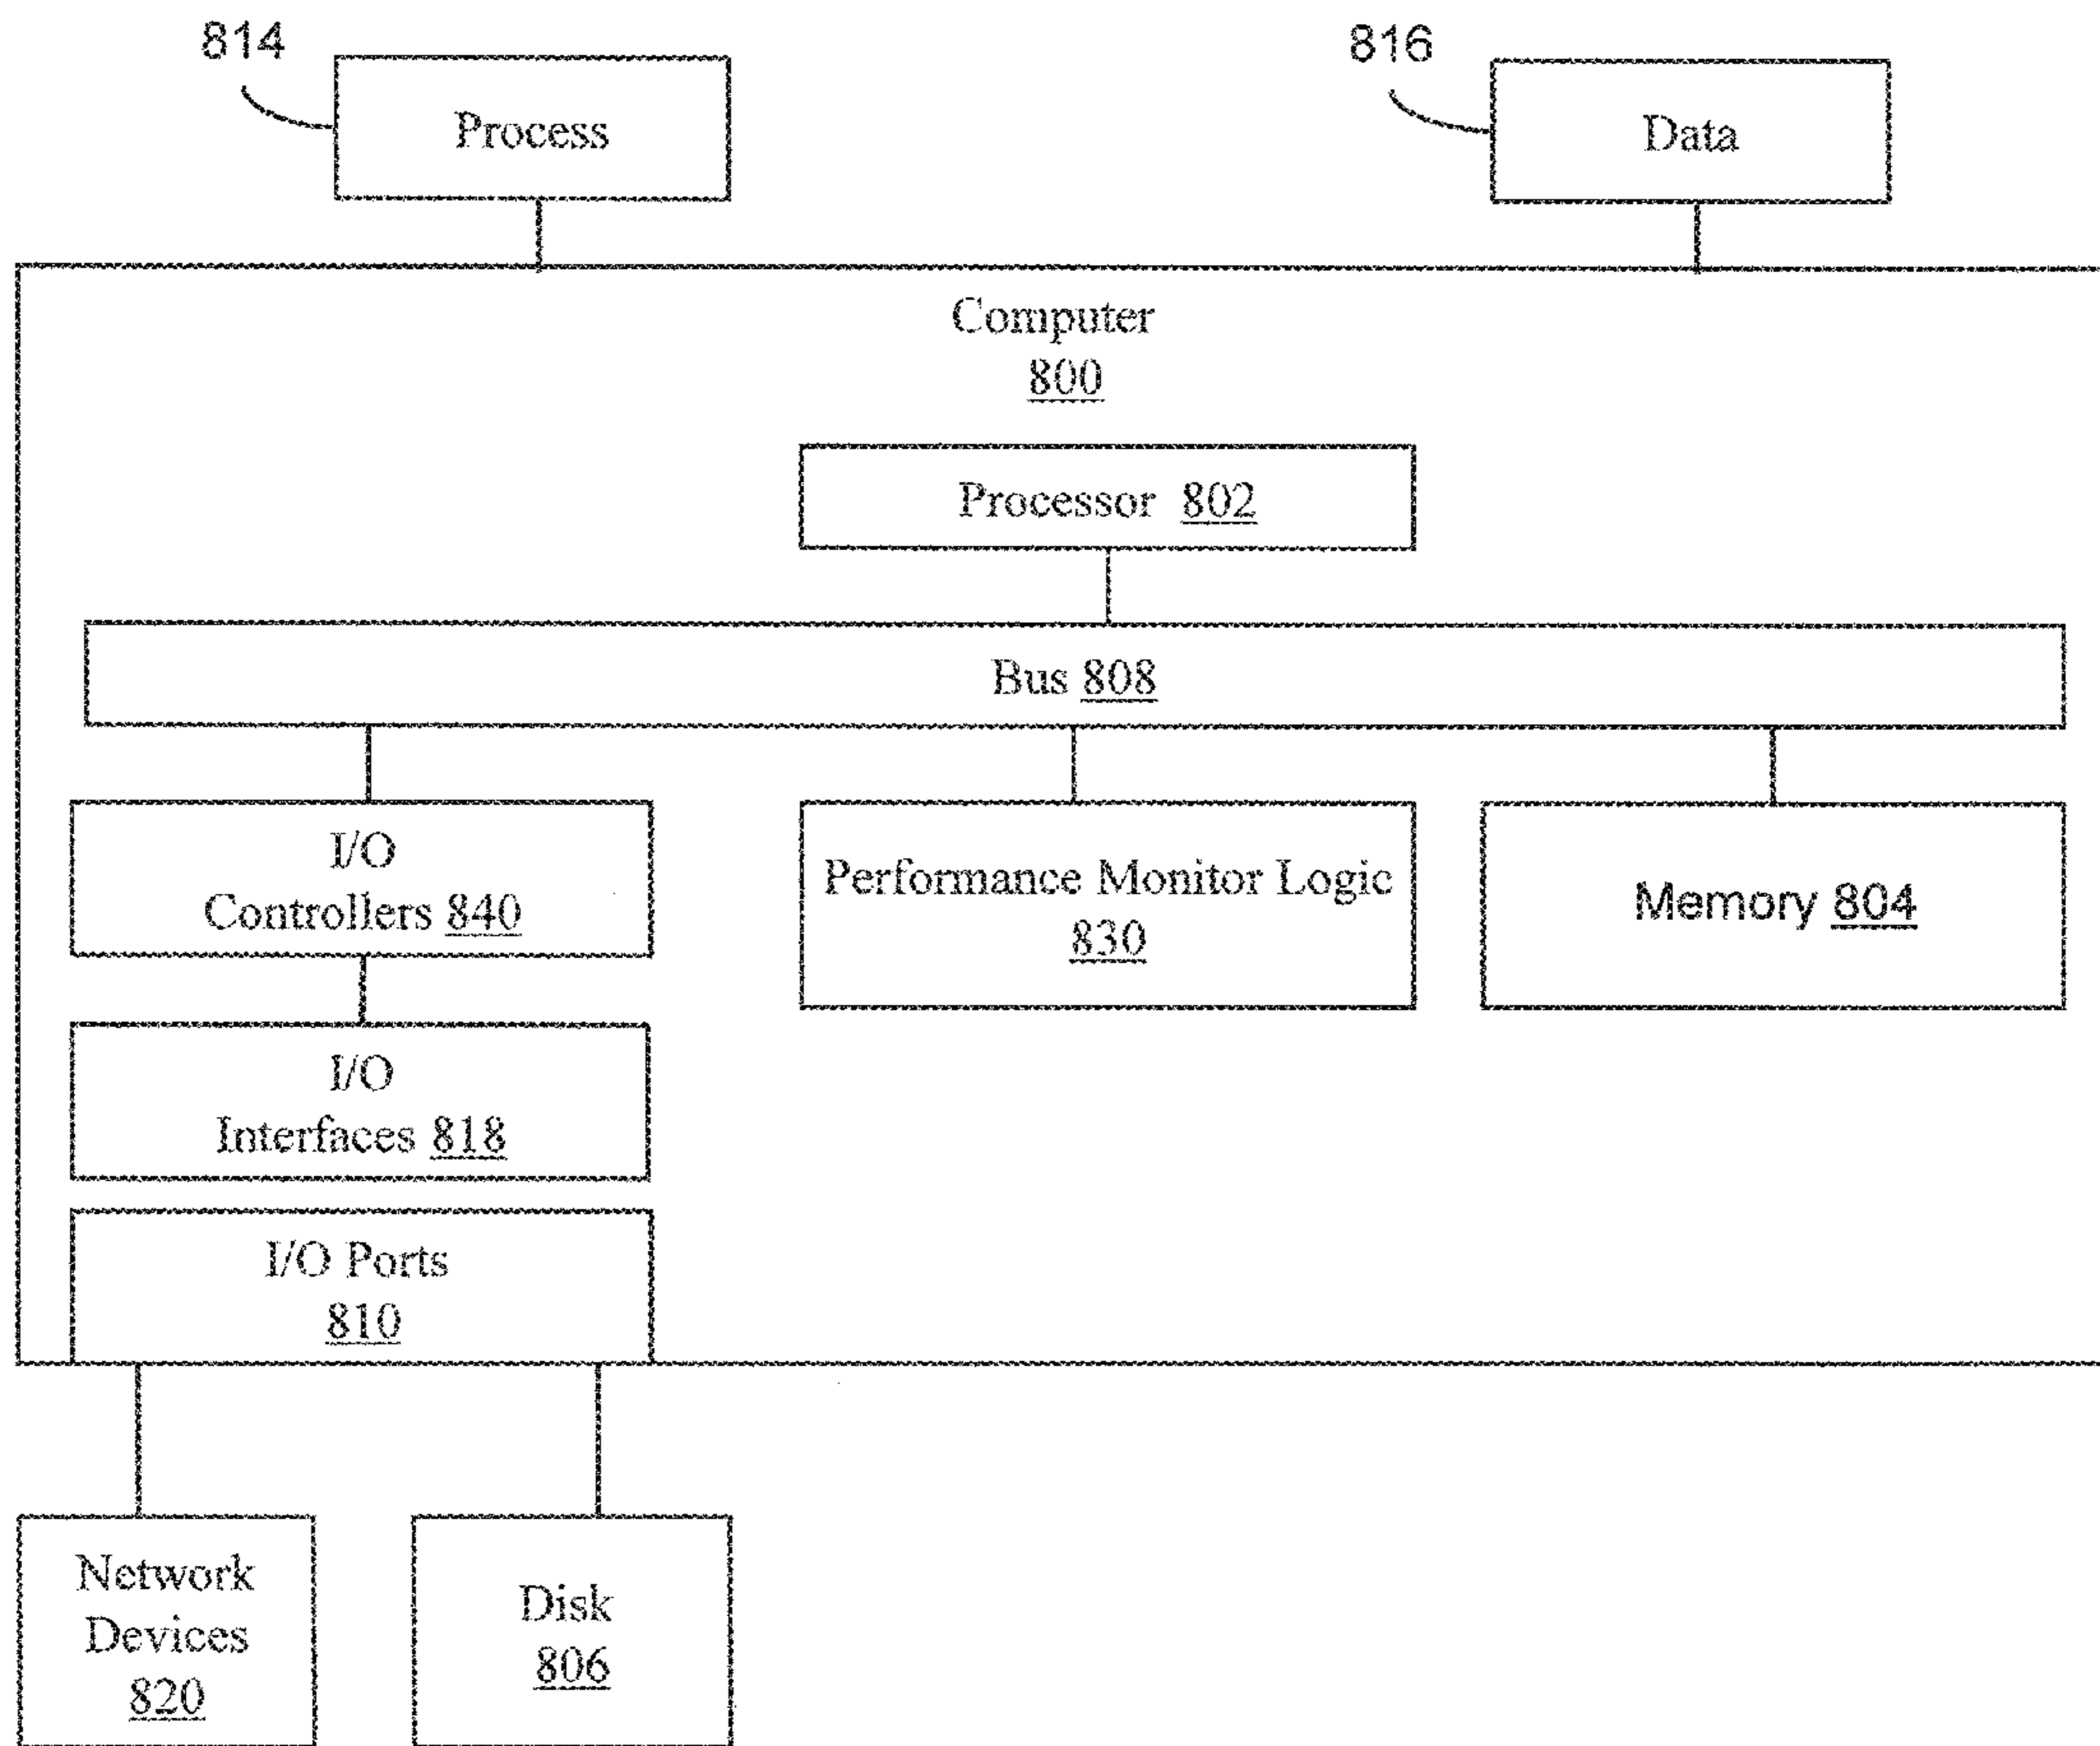 814
Process
816
Data
Computer
800
Processor 802
Bus 808
I/O
Controllers 840
Performance Monitor Logic
830
Memory 804
I/O
Interfaces 818
I/O Ports
810
Network
Devices
820
Disk
806